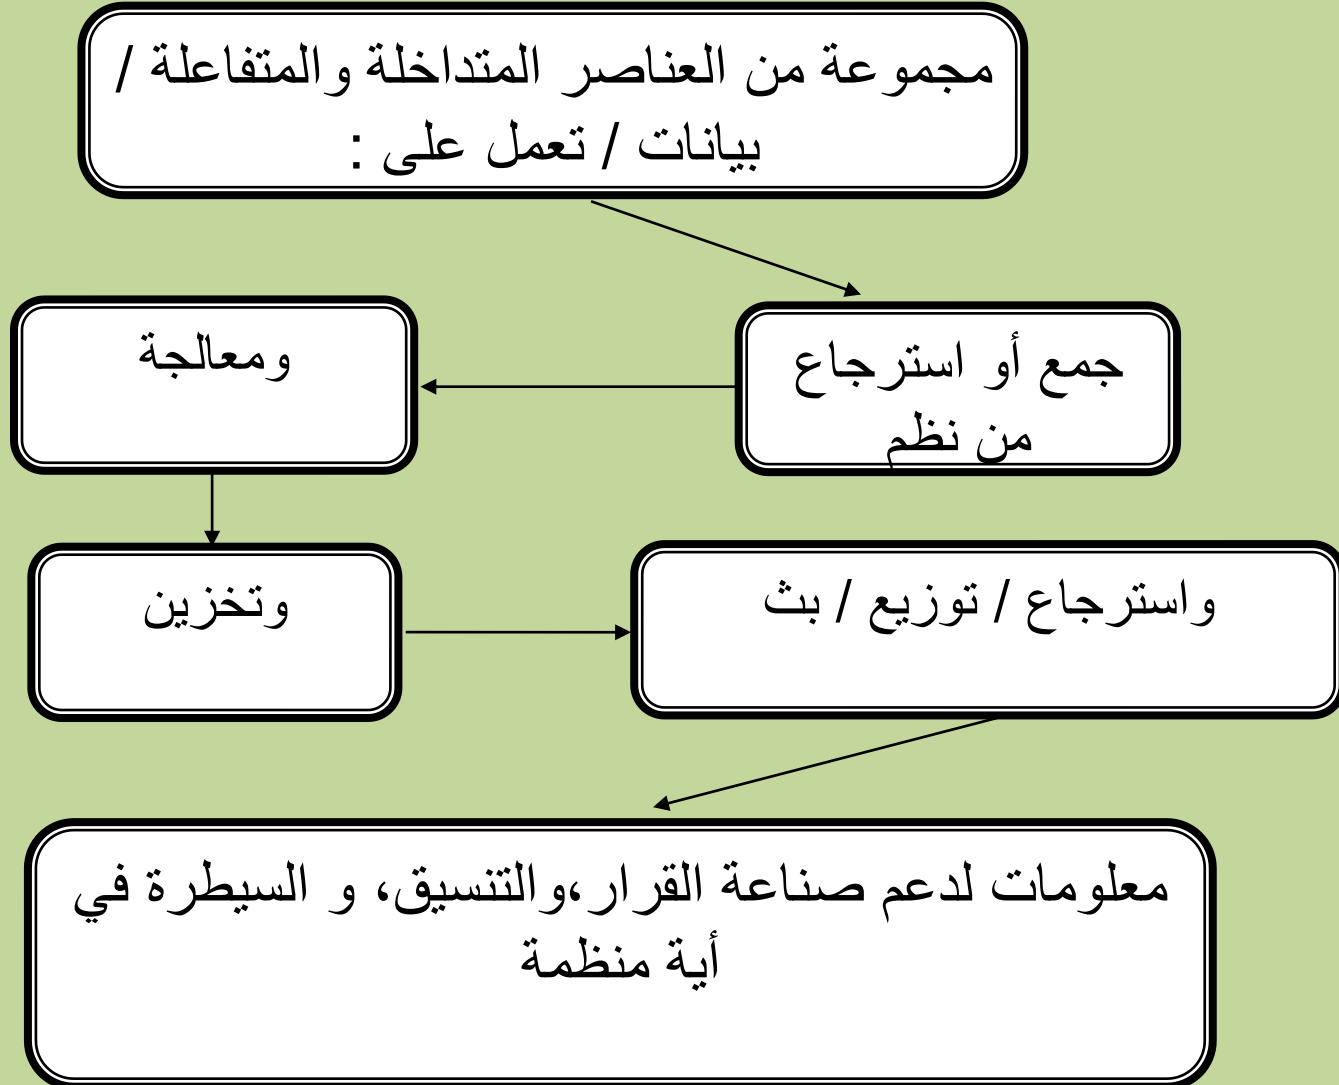 مجموعة من العناصر المتداخلة والمتفاعلة /
بيانات / تعمل على :
جمع أو استرجاع
من نظم
ومعالجة
وتخزين
واسترجاع / توزيع / بث
معلومات لدعم صناعة القرار،والتنسيق، و السيطرة في
أية منظمة